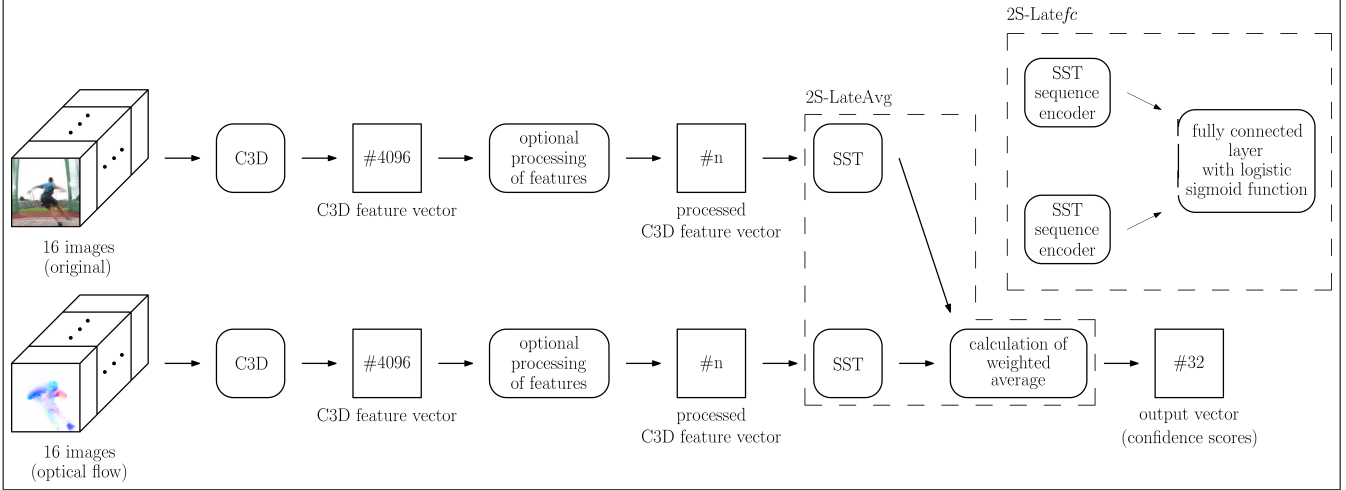 2S-Latefc
SST
sequence
encoder
fully connected
layer
with logistic
sigmoid function
SST
sequence
encoder
2S-LateAvg
C3D
#4096
C3D feature vector
optional
processing
of features
#n
processed
C3D feature vector
SST
16 images
(original)
C3D
#4096
C3D feature vector
optional
processing
of features
#n
processed
C3D feature vector
SST
calculation of
weighted
average
#32
output vector
(confidence scores)
16 images
(optical flow)